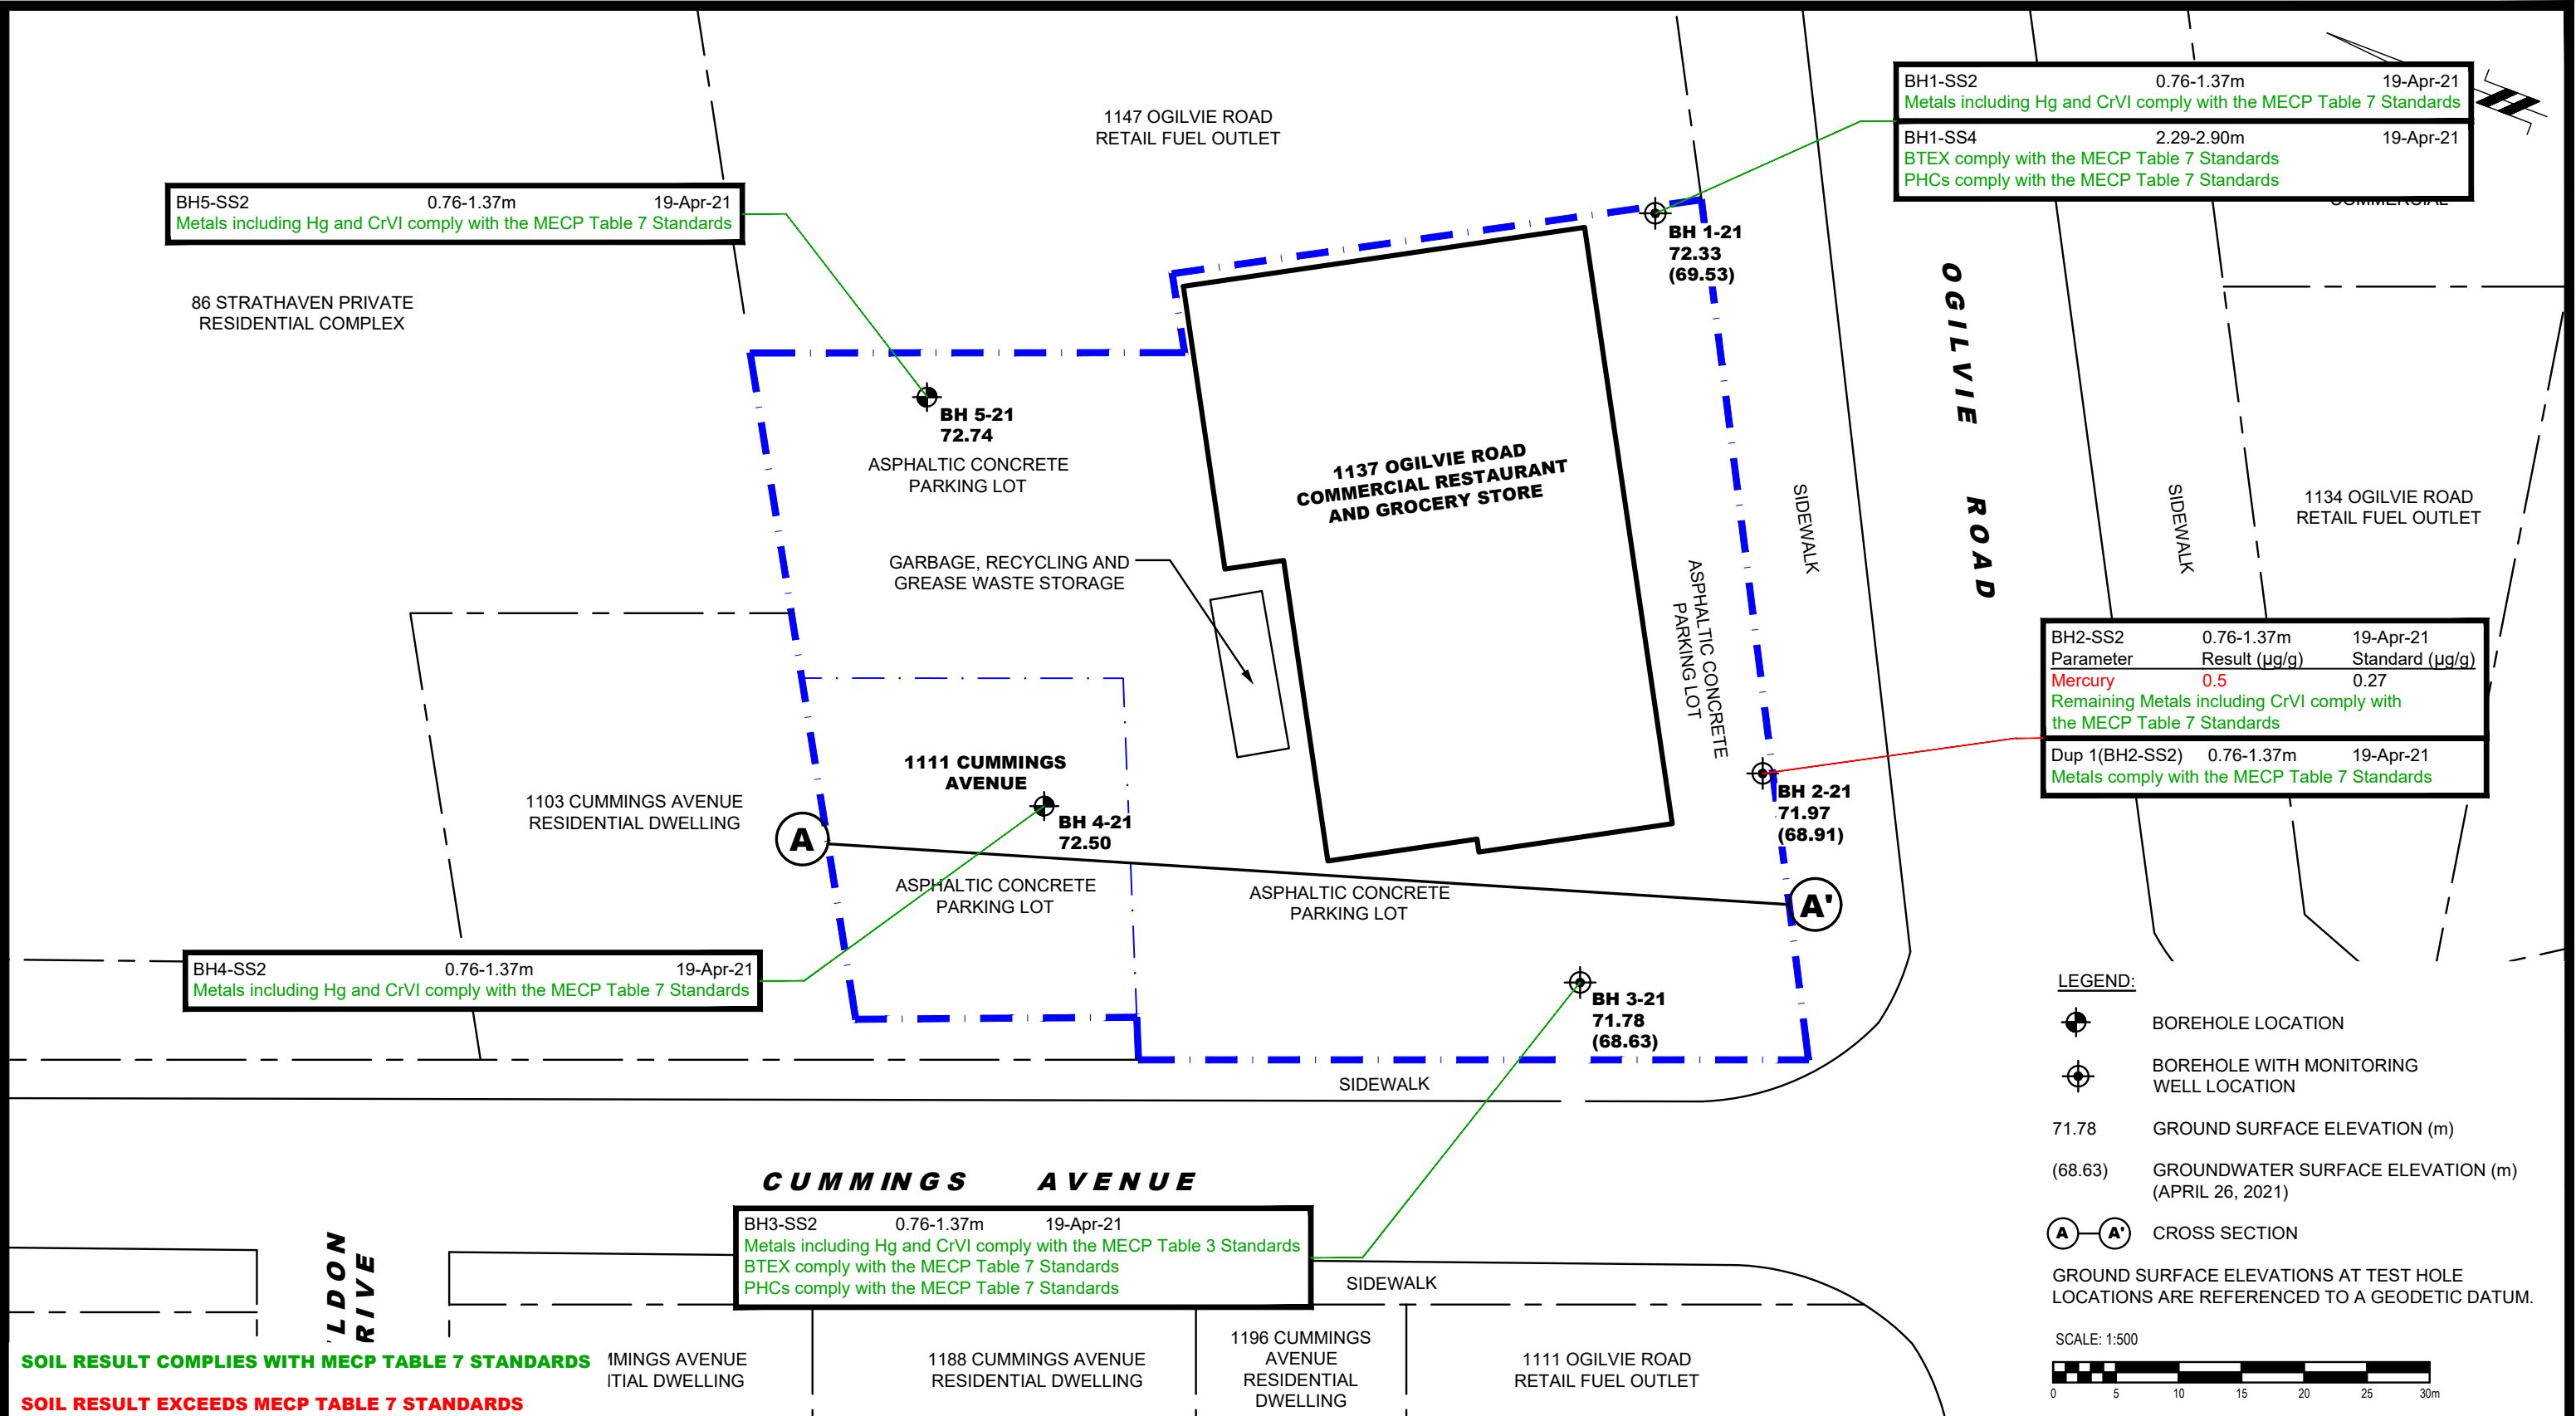 BH1-SS2 0.76-1.37m 19-Apr-21
Metals including Hg and CrVI comply with the MECP Table 7 Standards
BH1-SS4 2.29-2.90m 19-Apr-21
BTEX comply with the MECP Table 7 Standards
PHCs comply with the MECP Table 7 Standards
COMMERCIAL
1147 OGILVIE ROAD
RETAIL FUEL OUTLET
BH5-SS2 0.76-1.37m 19-Apr-21
Metals including Hg and CrVI comply with the MECP Table 7 Standards
BH 1-21
72.33
(69.53)
86 STRATHAVEN PRIVATE
RESIDENTIAL COMPLEX
OGILVIE ROAD
BH 5-21
72.74
ASPHALTIC CONCRETE
PARKING LOT
1137 OGILVIE ROAD
COMMERCIAL RESTAURANT
AND GROCERY STORE
SIDEWALK
SIDEWALK
1134 OGILVIE ROAD
RETAIL FUEL OUTLET
GARBAGE, RECYCLING AND
GREASE WASTE STORAGE
ASPHALTIC CONCRETE
PARKING LOT
BH2-SS2 0.76-1.37m 19-Apr-21
Parameter Result (µg/g) Standard (µg/g)
Mercury 0.5 0.27
Remaining Metals including CrVI comply with
the MECP Table 7 Standards
Dup 1(BH2-SS2) 0.76-1.37m 19-Apr-21
Metals comply with the MECP Table 7 Standards
1111 CUMMINGS
AVENUE
BH 2-21
71.97
(68.91)
1103 CUMMINGS AVENUE
RESIDENTIAL DWELLING
A
BH 4-21
72.50
ASPHALTIC CONCRETE
PARKING LOT
ASPHALTIC CONCRETE
PARKING LOT
A'
BH4-SS2 0.76-1.37m 19-Apr-21
Metals including Hg and CrVI comply with the MECP Table 7 Standards
BH 3-21
71.78
(68.63)
SIDEWALK
LEGEND:
BOREHOLE LOCATION
BOREHOLE WITH MONITORING
WELL LOCATION
71.78 GROUND SURFACE ELEVATION (m)
(68.63) GROUNDWATER SURFACE ELEVATION (m)
(APRIL 26, 2021)
A A' CROSS SECTION
GROUND SURFACE ELEVATIONS AT TEST HOLE
LOCATIONS ARE REFERENCED TO A GEODETIC DATUM.
SCALE: 1:500
0 5 10 15 20 25 30m
CUMMINGS AVENUE
BH3-SS2 0.76-1.37m 19-Apr-21
Metals including Hg and CrVI comply with the MECP Table 3 Standards
BTEX comply with the MECP Table 7 Standards
PHCs comply with the MECP Table 7 Standards
SIDEWALK
LDON
RIVE
SOIL RESULT COMPLIES WITH MECP TABLE 7 STANDARDS
SOIL RESULT EXCEEDS MECP TABLE 7 STANDARDS
MMINGS AVENUE
TIAL DWELLING
1188 CUMMINGS AVENUE
RESIDENTIAL DWELLING
1196 CUMMINGS
AVENUE
RESIDENTIAL
DWELLING
1111 OGILVIE ROAD
RETAIL FUEL OUTLET